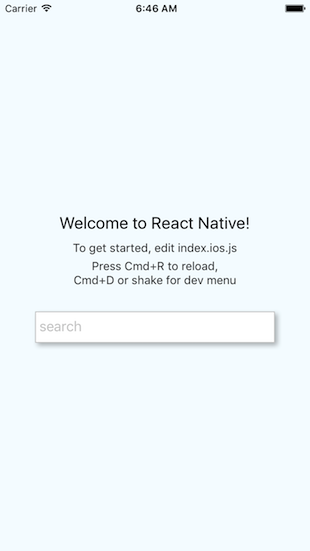 Carrier 6:46 AM
Welcome to React Native!
To get started, edit index.ios.js
Press Cmd+R to reload,
Cmd+D or shake for dev menu
search